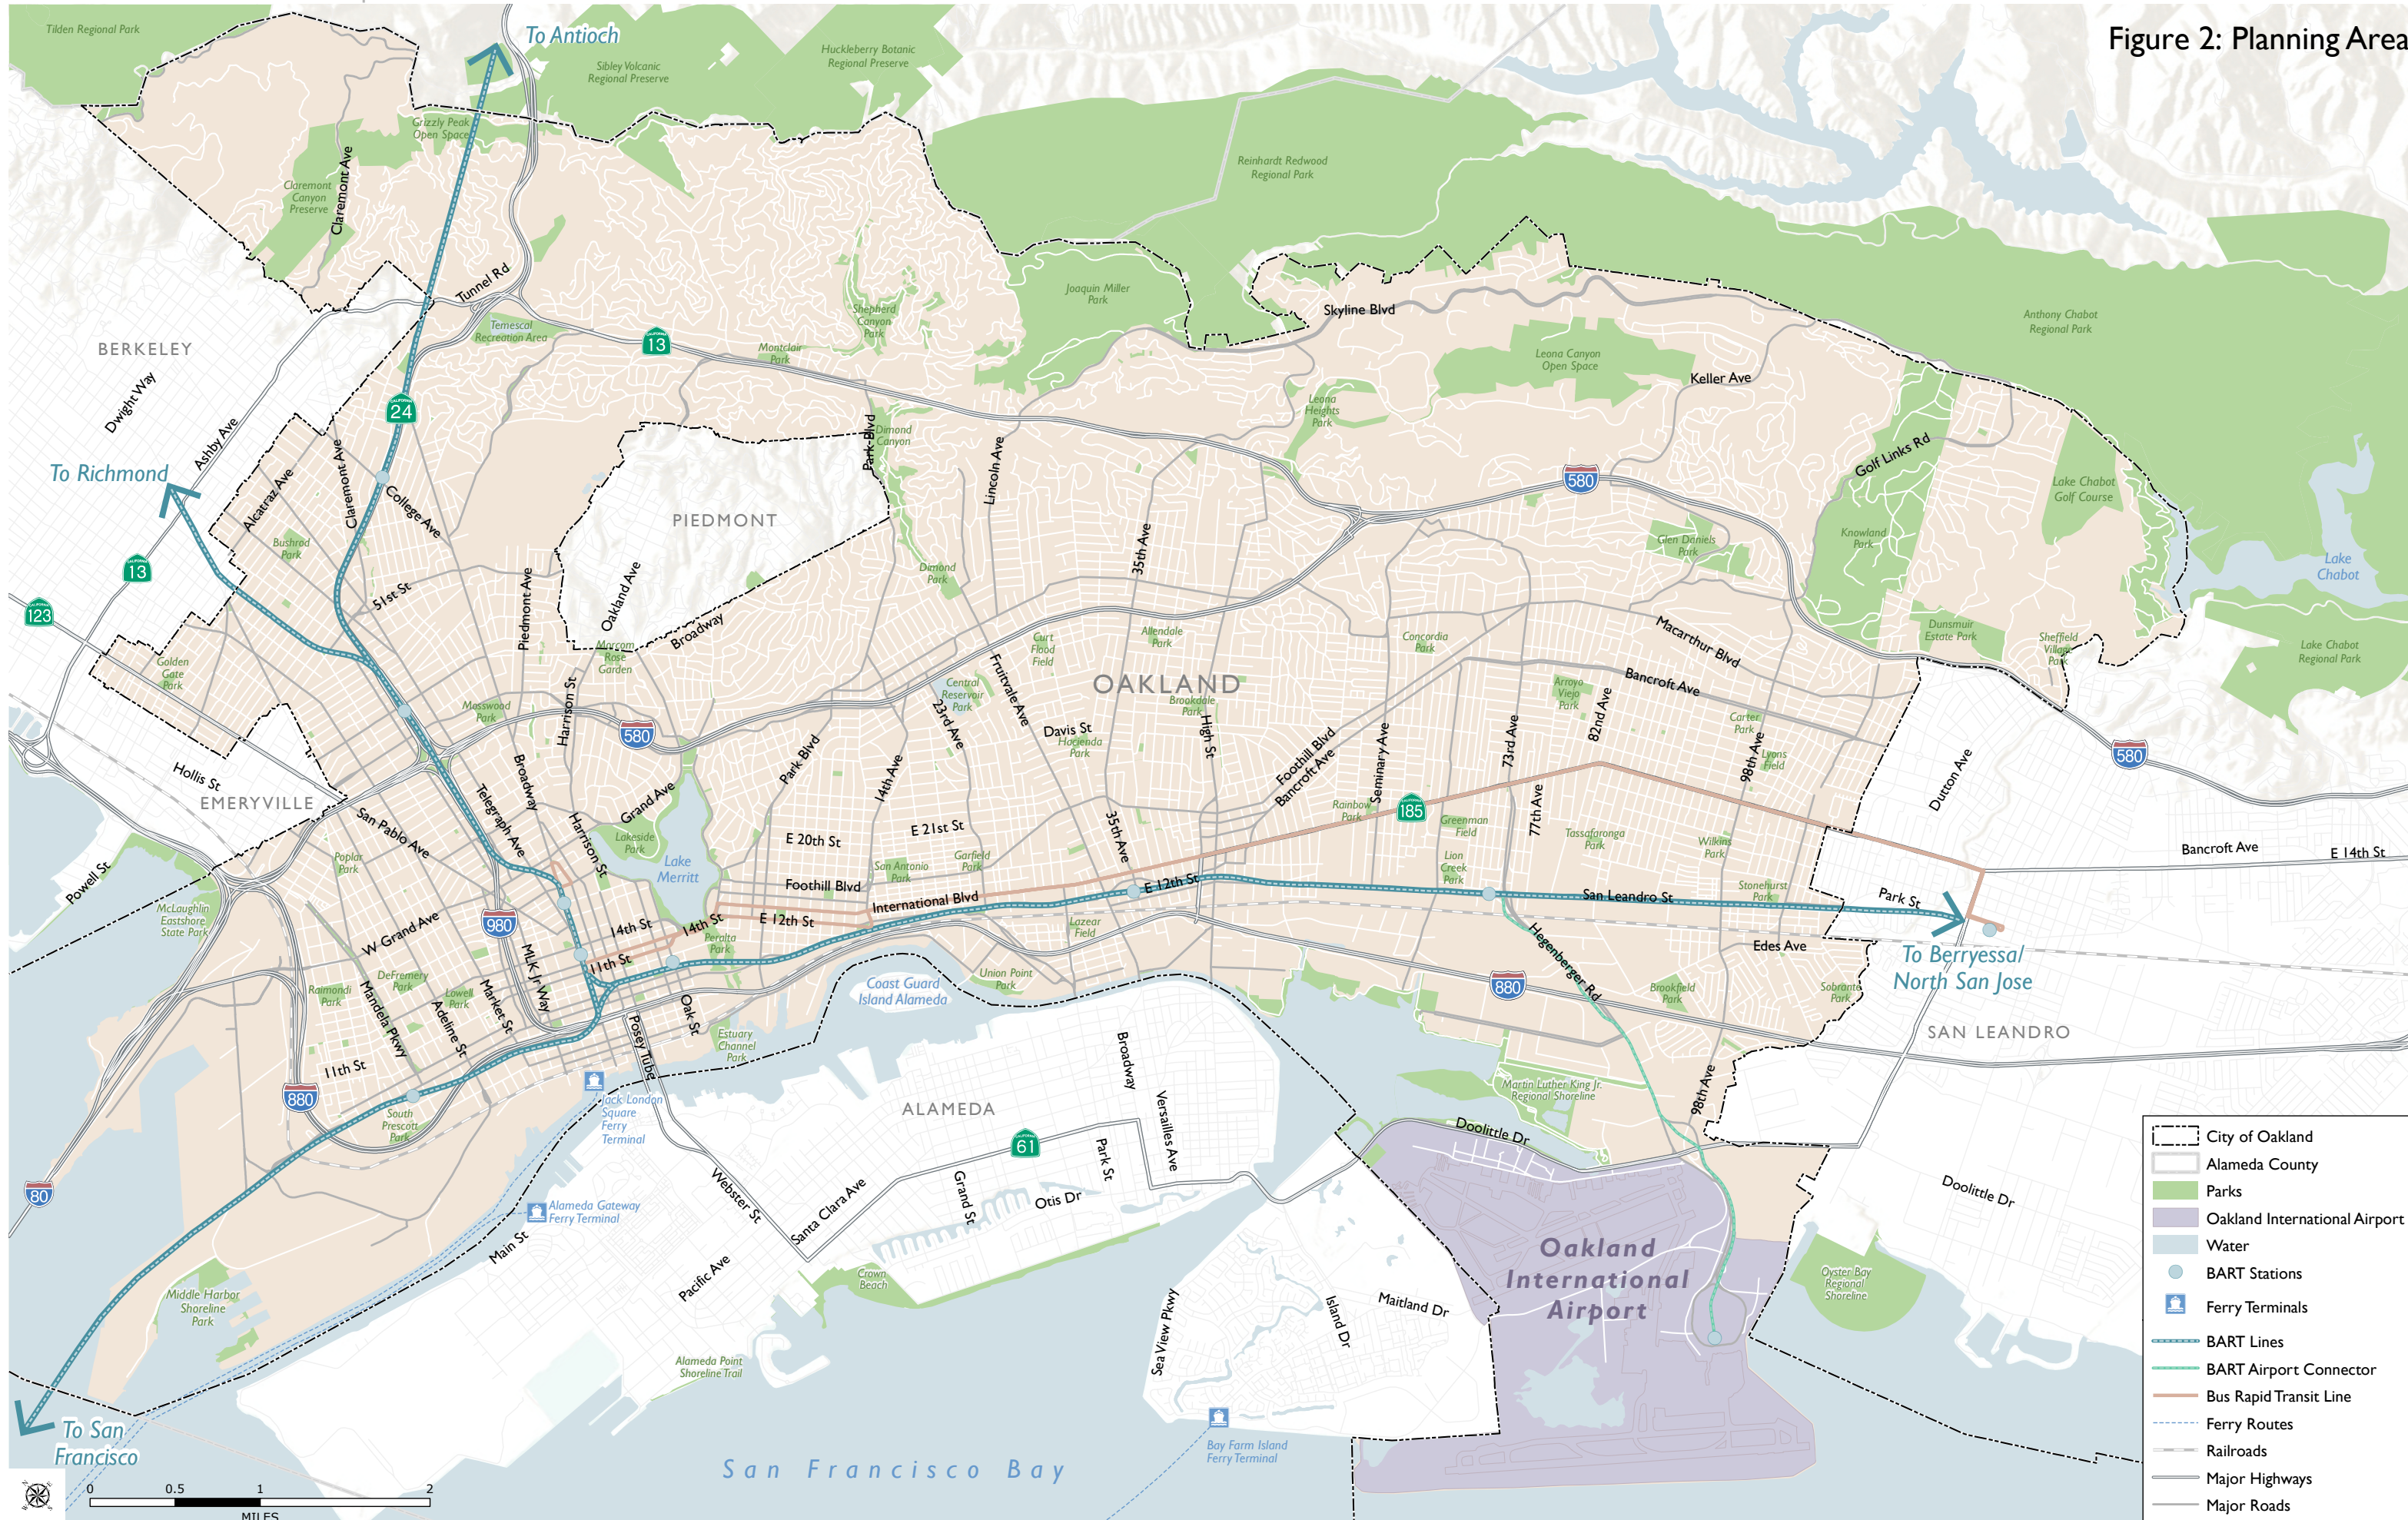 Figure 2: Planning Area
Tilden Regional Park
To Antioch
Sibley Volcanic
Regional Preserve
Huckleberry Botanic
Regional Preserve
Grizzly Peak
Open Space
Claremont Ave
Claremont
Canyon
Preserve
Reinhardt Redwood
Regional Park
Tunnel Rd
Temescal
Recreation Area
Shepherd
Canyon
Park
Joaquin Miller
Park
Skyline Blvd
Anthony Chabot
Regional Park
BERKELEY
CALIFORNIA
13
Montclair
Park
Leona Canyon
Open Space
Keller Ave
Dwight Way
CALIFORNIA
24
Leona
Heights
Park
Ashby Ave
Park Blvd
Dimond
Canyon
Lincoln Ave
Golf Links Rd
To Richmond
Alcatraz Ave
Claremont Ave
College Ave
580
Lake Chabot
Golf Course
PIEDMONT
Bushrod
Park
35th Ave
Glen Daniels
Park
Knowland
Park
CALIFORNIA
13
Dimond
Park
Lake
Chabot
51st St
Piedmont Ave
Oakland Ave
CALIFORNIA
123
Broadway
Morcom
Rose
Garden
Curt
Flood
Field
Allendale
Park
Concordia
Park
Macarthur Blvd
Dunsmuir
Estate Park
Sheffield
Village
Park
Lake Chabot
Regional Park
Golden
Gate
Park
Fruitvale Ave
OAKLAND
Bancroft Ave
Harrison St
Mosswood
Park
Central
Reservoir
Park
Brookdale
Park
Arroyo
Viejo
Park
82nd Ave
580
23rd Ave
Davis St
Hacienda
Park
High St
73rd Ave
Carter
Park
98th Ave
Lyons
Field
580
Hollis St
EMERYVILLE
Broadway
Park Blvd
14th Ave
Foothill Blvd
Bancroft Ave
Seminary Ave
Dutton Ave
San Pablo Ave
Telegraph Ave
Grand Ave
Harrison St
Lakeside
Park
E 20th St
E 21st St
35th Ave
Rainbow
Park
CALIFORNIA
185
Greenman
Field
77th Ave
Tassafaronga
Park
Wilkins
Park
Bancroft Ave
E 14th St
Powell St
Poplar
Park
Lake
Merritt
San Antonio
Park
Garfield
Park
Lion
Creek
Park
Foothill Blvd
E 12th St
San Leandro St
Stonehurst
Park
Park St
McLaughlin
Eastshore
State Park
980
International Blvd
W Grand Ave
14th St
14th St
E 12th St
Peralta
Park
Lazear
Field
Hegenberger Rd
Edes Ave
To Berryessal
North San Jose
MLK Jr Way
11th St
DeFremery
Park
Raimondi
Park
Mandela Pkwy
Lowell
Park
Adeline St
Market St
Coast Guard
Island Alameda
Union Point
Park
880
Brookfield
Park
Sobrante
Park
Oak St
Posey Tube
Estuary
Channel
Park
Broadway
SAN LEANDRO
11th St
880
Jack London
Square
Ferry
Terminal
ALAMEDA
Versailles Ave
Martin Luther King Jr.
Regional Shoreline
98th Ave
South
Prescott
Park
CALIFORNIA
61
Park St
Doolittle Dr
80
Webster St
Santa Clara Ave
Grand St
Otis Dr
Doolittle Dr
Alameda Gateway
Ferry Terminal
Main St
Pacific Ave
Crown
Beach
Oakland
International
Airport
Oyster Bay
Regional
Shoreline
Middle Harbor
Shoreline
Park
Sea View Pkwy
Island Dr
Maitland Dr
Alameda Point
Shoreline Trail
To San
Francisco
San Francisco Bay
Bay Farm Island
Ferry Terminal
0 0.5 1 2
MILES
City of Oakland
Alameda County
Parks
Oakland International Airport
Water
BART Stations
Ferry Terminals
BART Lines
BART Airport Connector
Bus Rapid Transit Line
Ferry Routes
Railroads
Major Highways
Major Roads